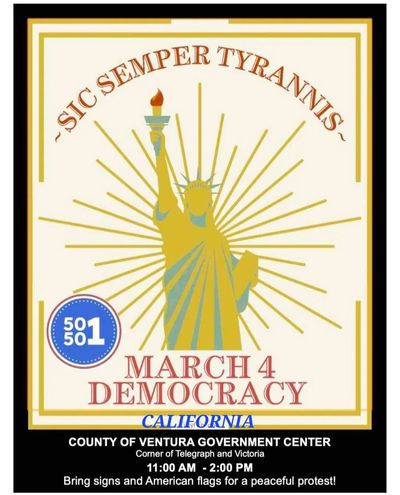 ~SIC SEMPER TYRANNIS~
50
50 1
MARCH 4
DEMOCRACY
CALIFORNIA
COUNTY OF VENTURA GOVERNMENT CENTER
Corner of Telegraph and Victoria
11:00 AM - 2:00 PM
Bring signs and American flags for a peaceful protest!